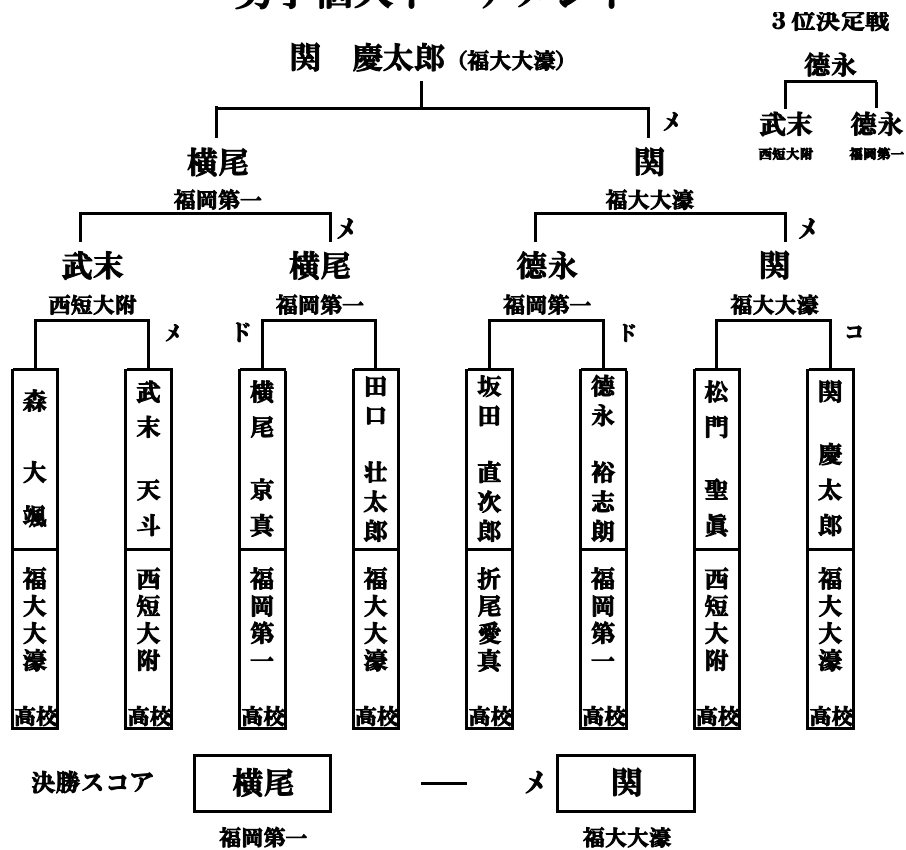 男子個人トーナメント
3位決定戦
徳永
武末 徳永
西短大附 福岡第一
関 慶太郎（福大大濠）
メ
横尾 関
福岡第一 福大大濠
メ メ
武末 横尾 徳永 関
西短大附 福岡第一 福岡第一 福大大濠
メ ド ド コ
森 大颯
福大大濠
高校
武末 天斗
西短大附
高校
横尾 京真
福岡第一
高校
田口 壮太郎
福大大濠
高校
坂田 直次郎
折尾愛真
高校
徳永 裕志朗
福岡第一
高校
松門 聖眞
西短大附
高校
関 慶太郎
福大大濠
高校
決勝スコア 横尾 — メ 関
福岡第一 福大大濠